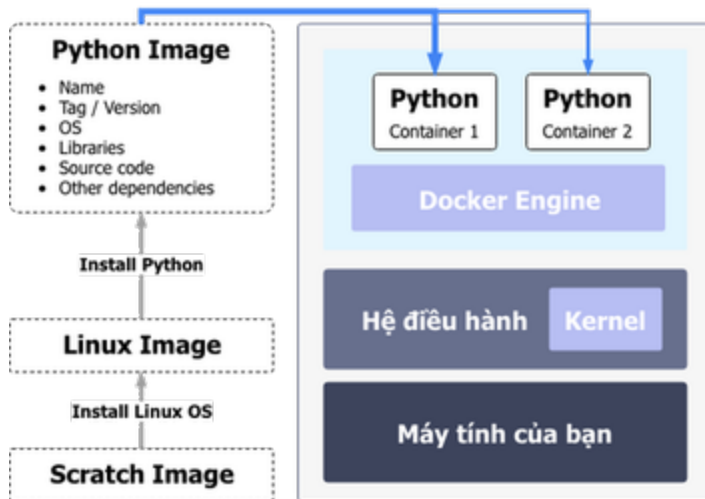 Python Image
• Name
• Tag / Version
• OS
• Libraries
• Source code
• Other dependencies
Install Python
Linux Image
Install Linux OS
Scratch Image
Python
Container 1
Python
Container 2
Docker Engine
Hệ điều hành
Kernel
Máy tính của bạn